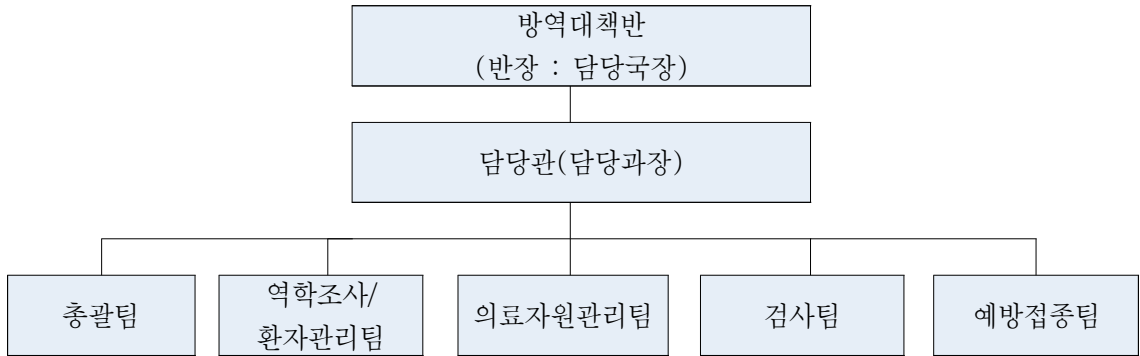 방역대책반
(반장 : 담당국장)
담당관(담당과장)
총괄팀
역학조사/
환자관리팀
의료자원관리팀
검사팀
예방접종팀